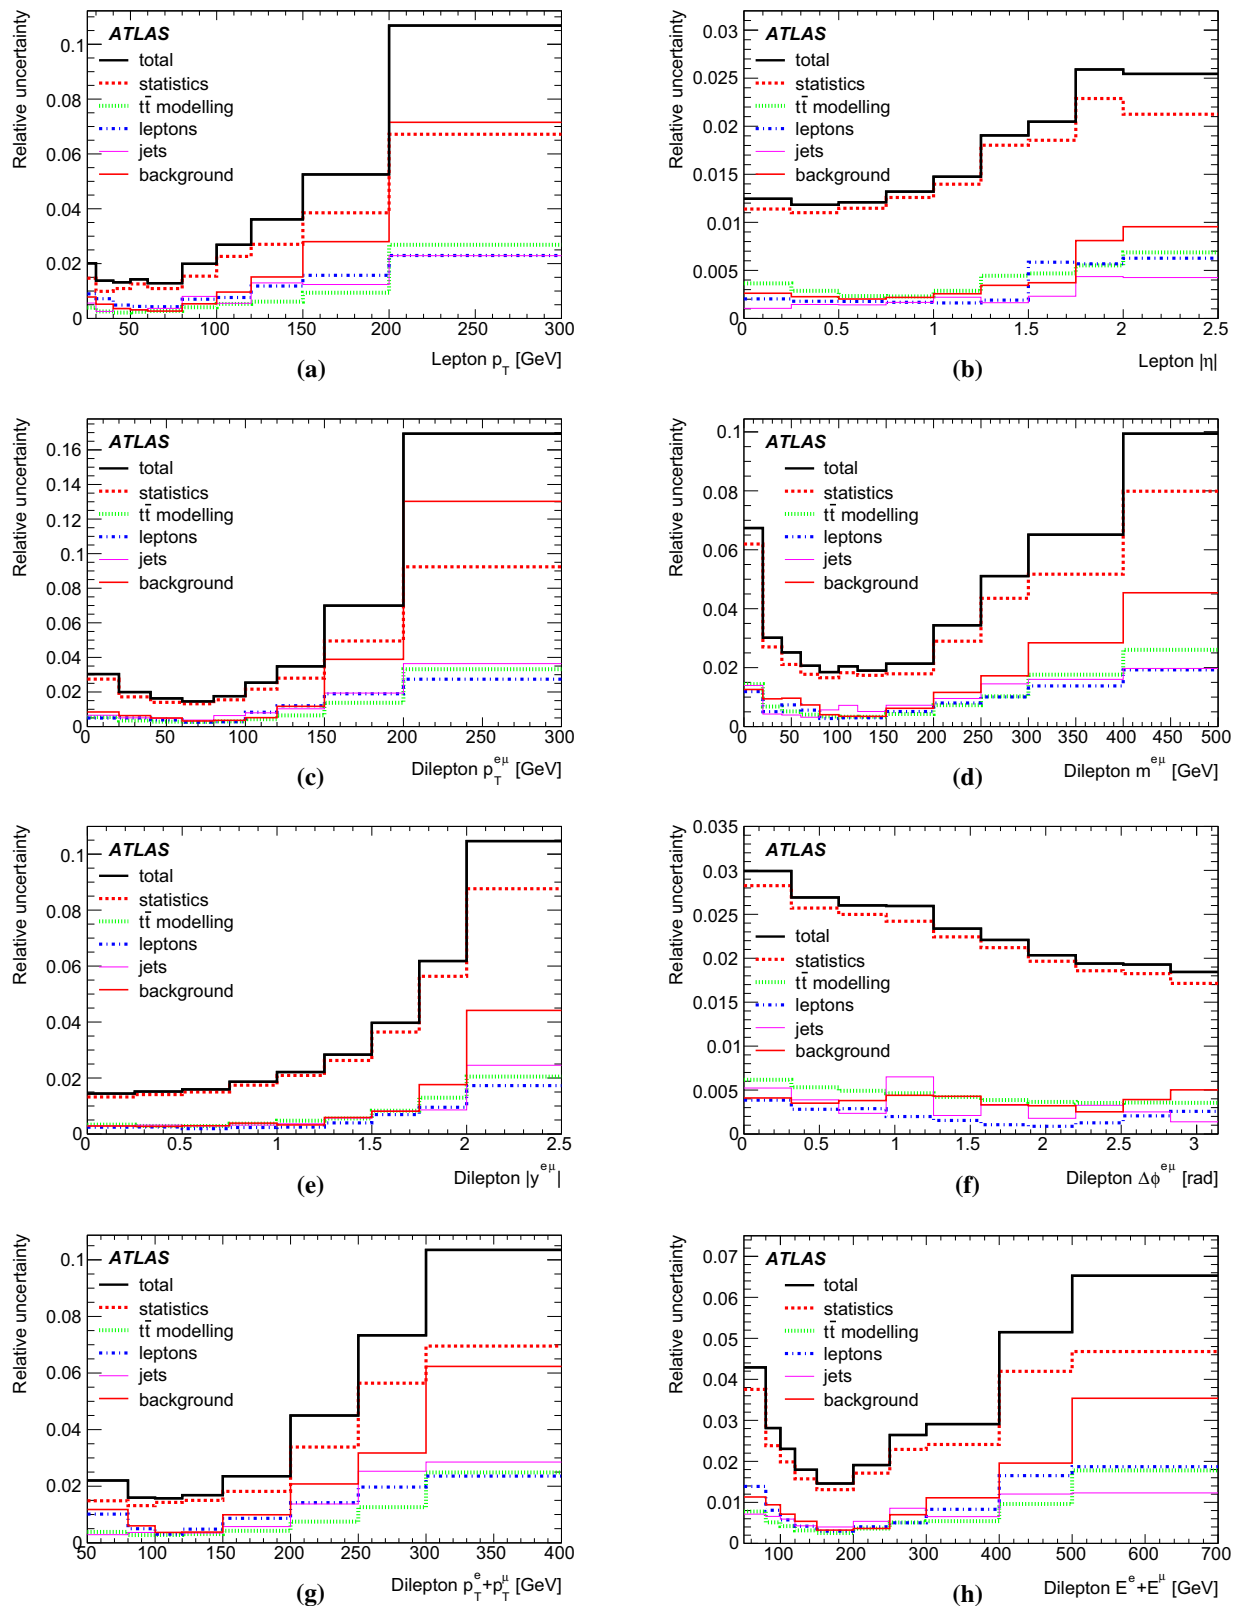 Relative uncertainty
0.1
0.08
0.06
0.04
0.02
0
ATLAS
total
statistics
tt̄ modelling
leptons
jets
background
50 100 150 200 250 300
Lepton p_T [GeV]
(a)
Relative uncertainty
0.03
0.025
0.02
0.015
0.01
0.005
0
ATLAS
total
statistics
tt̄ modelling
leptons
jets
background
0 0.5 1 1.5 2 2.5
Lepton |η|
(b)
Relative uncertainty
0.16
0.14
0.12
0.1
0.08
0.06
0.04
0.02
0
ATLAS
total
statistics
tt̄ modelling
leptons
jets
background
0 50 100 150 200 250 300
Dilepton p_T^{eμ} [GeV]
(c)
Relative uncertainty
0.1
0.08
0.06
0.04
0.02
0
ATLAS
total
statistics
tt̄ modelling
leptons
jets
background
0 50 100 150 200 250 300 350 400 450 500
Dilepton m^{eμ} [GeV]
(d)
Relative uncertainty
0.1
0.08
0.06
0.04
0.02
0
ATLAS
total
statistics
tt̄ modelling
leptons
jets
background
0 0.5 1 1.5 2 2.5
Dilepton |y^{eμ}|
(e)
Relative uncertainty
0.035
0.03
0.025
0.02
0.015
0.01
0.005
0
ATLAS
total
statistics
tt̄ modelling
leptons
jets
background
0 0.5 1 1.5 2 2.5 3
Dilepton Δϕ^{eμ} [rad]
(f)
Relative uncertainty
0.1
0.08
0.06
0.04
0.02
0
ATLAS
total
statistics
tt̄ modelling
leptons
jets
background
50 100 150 200 250 300 350 400
Dilepton p_T^e+p_T^μ [GeV]
(g)
Relative uncertainty
0.07
0.06
0.05
0.04
0.03
0.02
0.01
0
ATLAS
total
statistics
tt̄ modelling
leptons
jets
background
100 200 300 400 500 600 700
Dilepton E^e+E^μ [GeV]
(h)